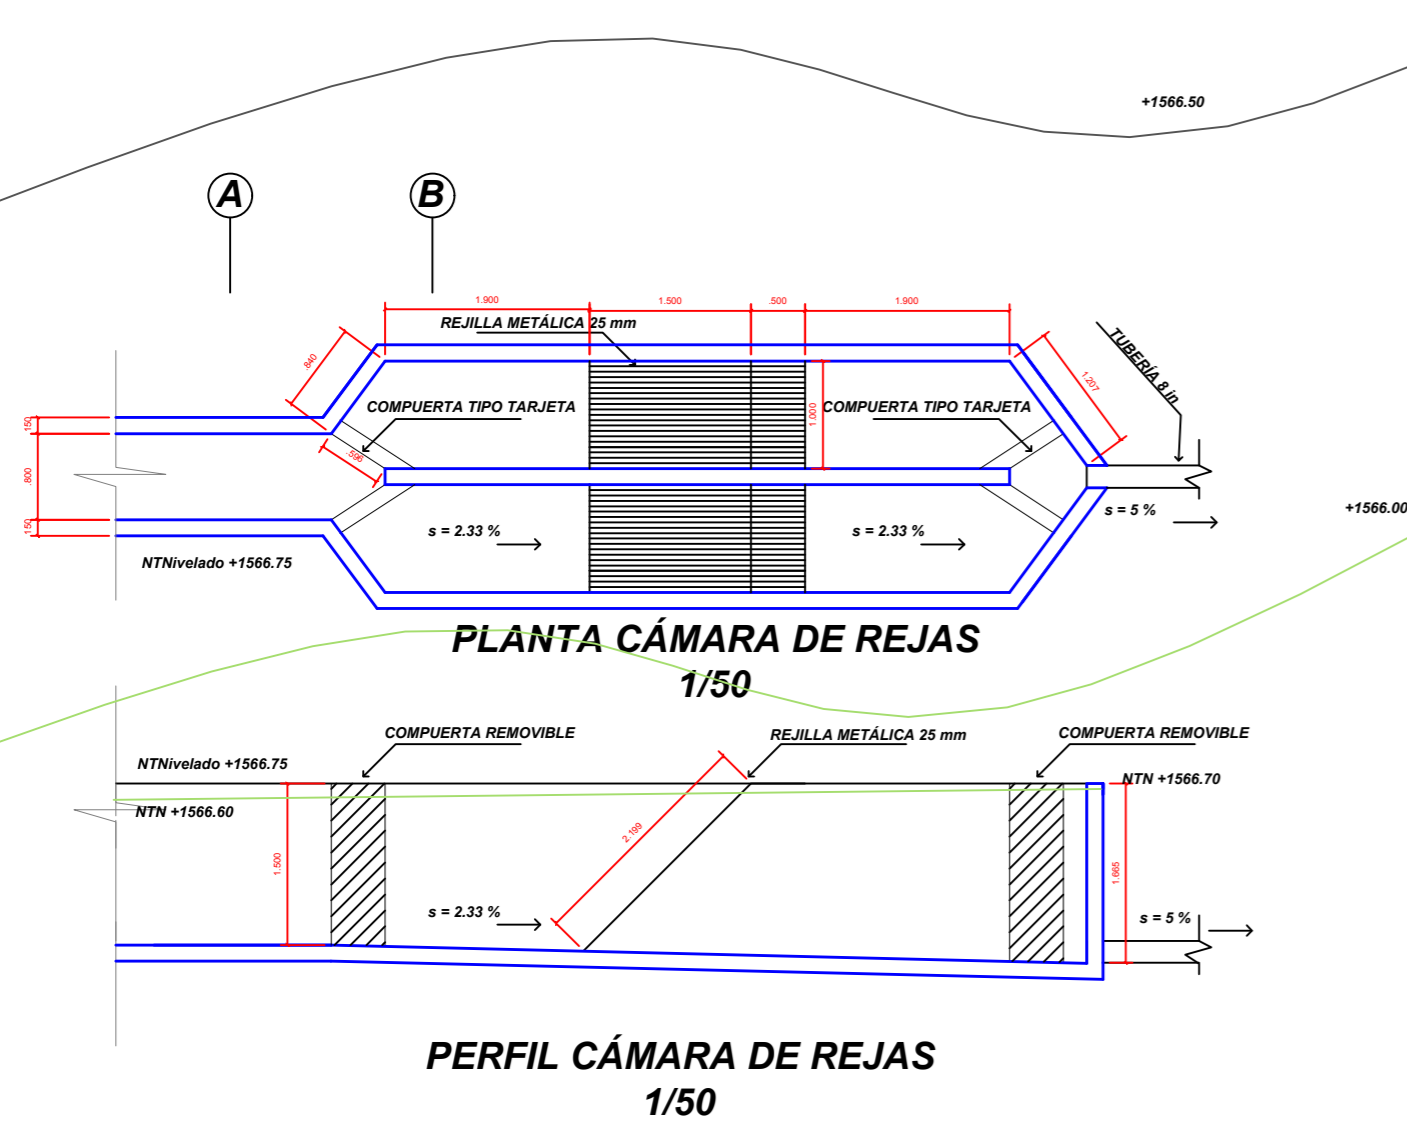 +1566.50
A
B
1.900
1.500
.500
1.900
REJILLA METÁLICA 25 mm
.840
1.207
TUBERÍA 8 in
COMPUERTA TIPO TARJETA
COMPUERTA TIPO TARJETA
1.000
.150
.596
.800
.150
s = 2.33 %
s = 2.33 %
s = 5 %
+1566.00
NTNivelado +1566.75
PLANTA CÁMARA DE REJAS
1/50
COMPUERTA REMOVIBLE
REJILLA METÁLICA 25 mm
COMPUERTA REMOVIBLE
NTNivelado +1566.75
NTN +1566.70
NTN +1566.60
2.199
1.500
1.665
s = 2.33 %
s = 5 %
PERFIL CÁMARA DE REJAS
1/50